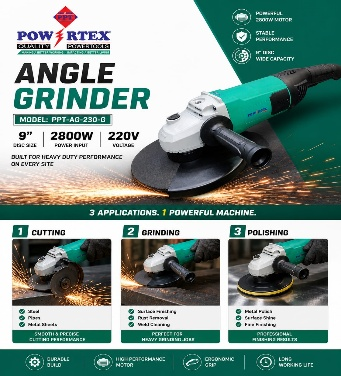 PPT
POWERTEX
QUALITY POWERTOOLS
ANGLE
GRINDER
MODEL: PPT-AG-230-G
9" 2800W 220V
DISC SIZE POWER INPUT VOLTAGE
BUILT FOR HEAVY DUTY PERFORMANCE
ON EVERY SITE
POWERFUL
2800W MOTOR
STABLE
PERFORMANCE
9" DISC
WIDE CAPACITY
3 APPLICATIONS. 1 POWERFUL MACHINE.
1 CUTTING
Steel
Pipes
Metal Sheets
SMOOTH & PRECISE
CUTTING PERFORMANCE
2 GRINDING
Surface Finishing
Rust Removal
Weld Cleaning
PERFECT FOR
HEAVY GRINDING JOBS
3 POLISHING
Metal Polish
Surface Shine
Fine Finishing
PROFESSIONAL
FINISHING RESULTS
DURABLE
BUILD
HIGH PERFORMANCE
MOTOR
ERGONOMIC
GRIP
LONG
WORKING LIFE